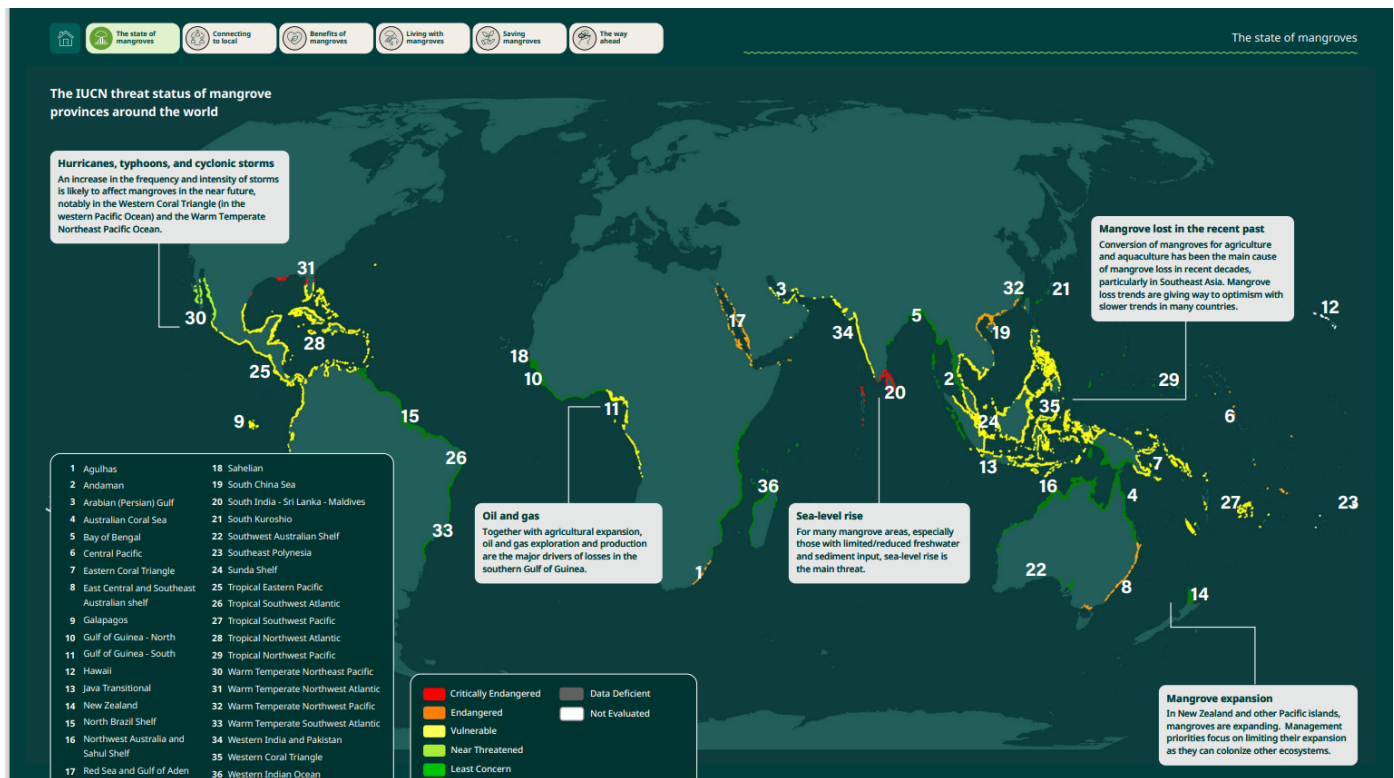 The state of
mangroves
Connecting
to local
Benefits of
mangroves
Living with
mangroves
Saving
mangroves
The way
ahead
The state of mangroves
The IUCN threat status of mangrove
provinces around the world
Hurricanes, typhoons, and cyclonic storms
An increase in the frequency and intensity of storms
is likely to affect mangroves in the near future,
notably in the Western Coral Triangle (in the
western Pacific Ocean) and the Warm Temperate
Northeast Pacific Ocean.
Mangrove lost in the recent past
Conversion of mangroves for agriculture
and aquaculture has been the main cause
of mangrove loss in recent decades,
particularly in Southeast Asia. Mangrove
loss trends are giving way to optimism with
slower trends in many countries.
31
30
28
25
9
15
26
33
18
10
11
17
3
34
5
20
2
32
21
19
12
29
6
35
24
13
7
16
4
27
23
36
1
22
8
14
Oil and gas
Together with agricultural expansion,
oil and gas exploration and production
are the major drivers of losses in the
southern Gulf of Guinea.
Sea-level rise
For many mangrove areas, especially
those with limited/reduced freshwater
and sediment input, sea-level rise is
the main threat.
Mangrove expansion
In New Zealand and other Pacific islands,
mangroves are expanding. Management
priorities focus on limiting their expansion
as they can colonize other ecosystems.
1 Agulhas
2 Andaman
3 Arabian (Persian) Gulf
4 Australian Coral Sea
5 Bay of Bengal
6 Central Pacific
7 Eastern Coral Triangle
8 East Central and Southeast
Australian shelf
9 Galapagos
10 Gulf of Guinea - North
11 Gulf of Guinea - South
12 Hawaii
13 Java Transitional
14 New Zealand
15 North Brazil Shelf
16 Northwest Australia and
Sahul Shelf
17 Red Sea and Gulf of Aden
18 Sahelian
19 South China Sea
20 South India - Sri Lanka - Maldives
21 South Kuroshio
22 Southwest Australian Shelf
23 Southeast Polynesia
24 Sunda Shelf
25 Tropical Eastern Pacific
26 Tropical Southwest Atlantic
27 Tropical Southwest Pacific
28 Tropical Northwest Atlantic
29 Tropical Northwest Pacific
30 Warm Temperate Northeast Pacific
31 Warm Temperate Northwest Atlantic
32 Warm Temperate Northwest Pacific
33 Warm Temperate Southwest Atlantic
34 Western India and Pakistan
35 Western Coral Triangle
36 Western Indian Ocean
Critically Endangered
Endangered
Vulnerable
Near Threatened
Least Concern
Data Deficient
Not Evaluated